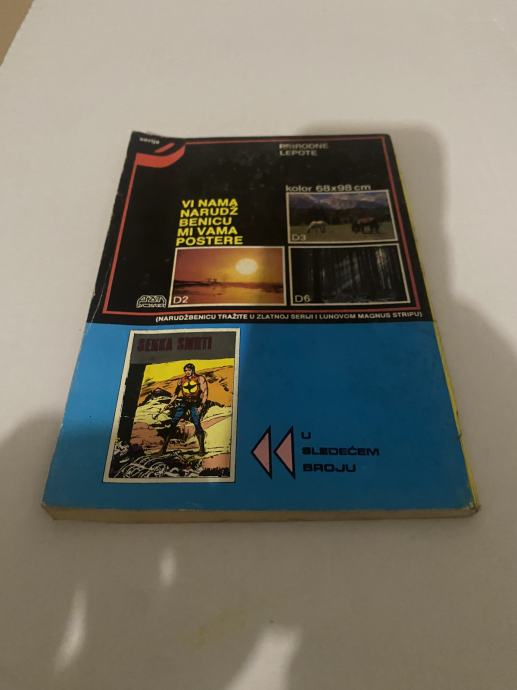 serija
PRIRODNE
LEPOTE
kolor 68x98 cm
VI NAMA
NARUDŽ
BENICU
MI VAMA
POSTERE
D3
D2
D6
(NARUDŽBENICU TRAŽITE U ZLATNOJ SERIJI I LUNOVOM MAGNUS STRIPU)
SENKA SMRTI
U
SLEDEĆEM
BROJU